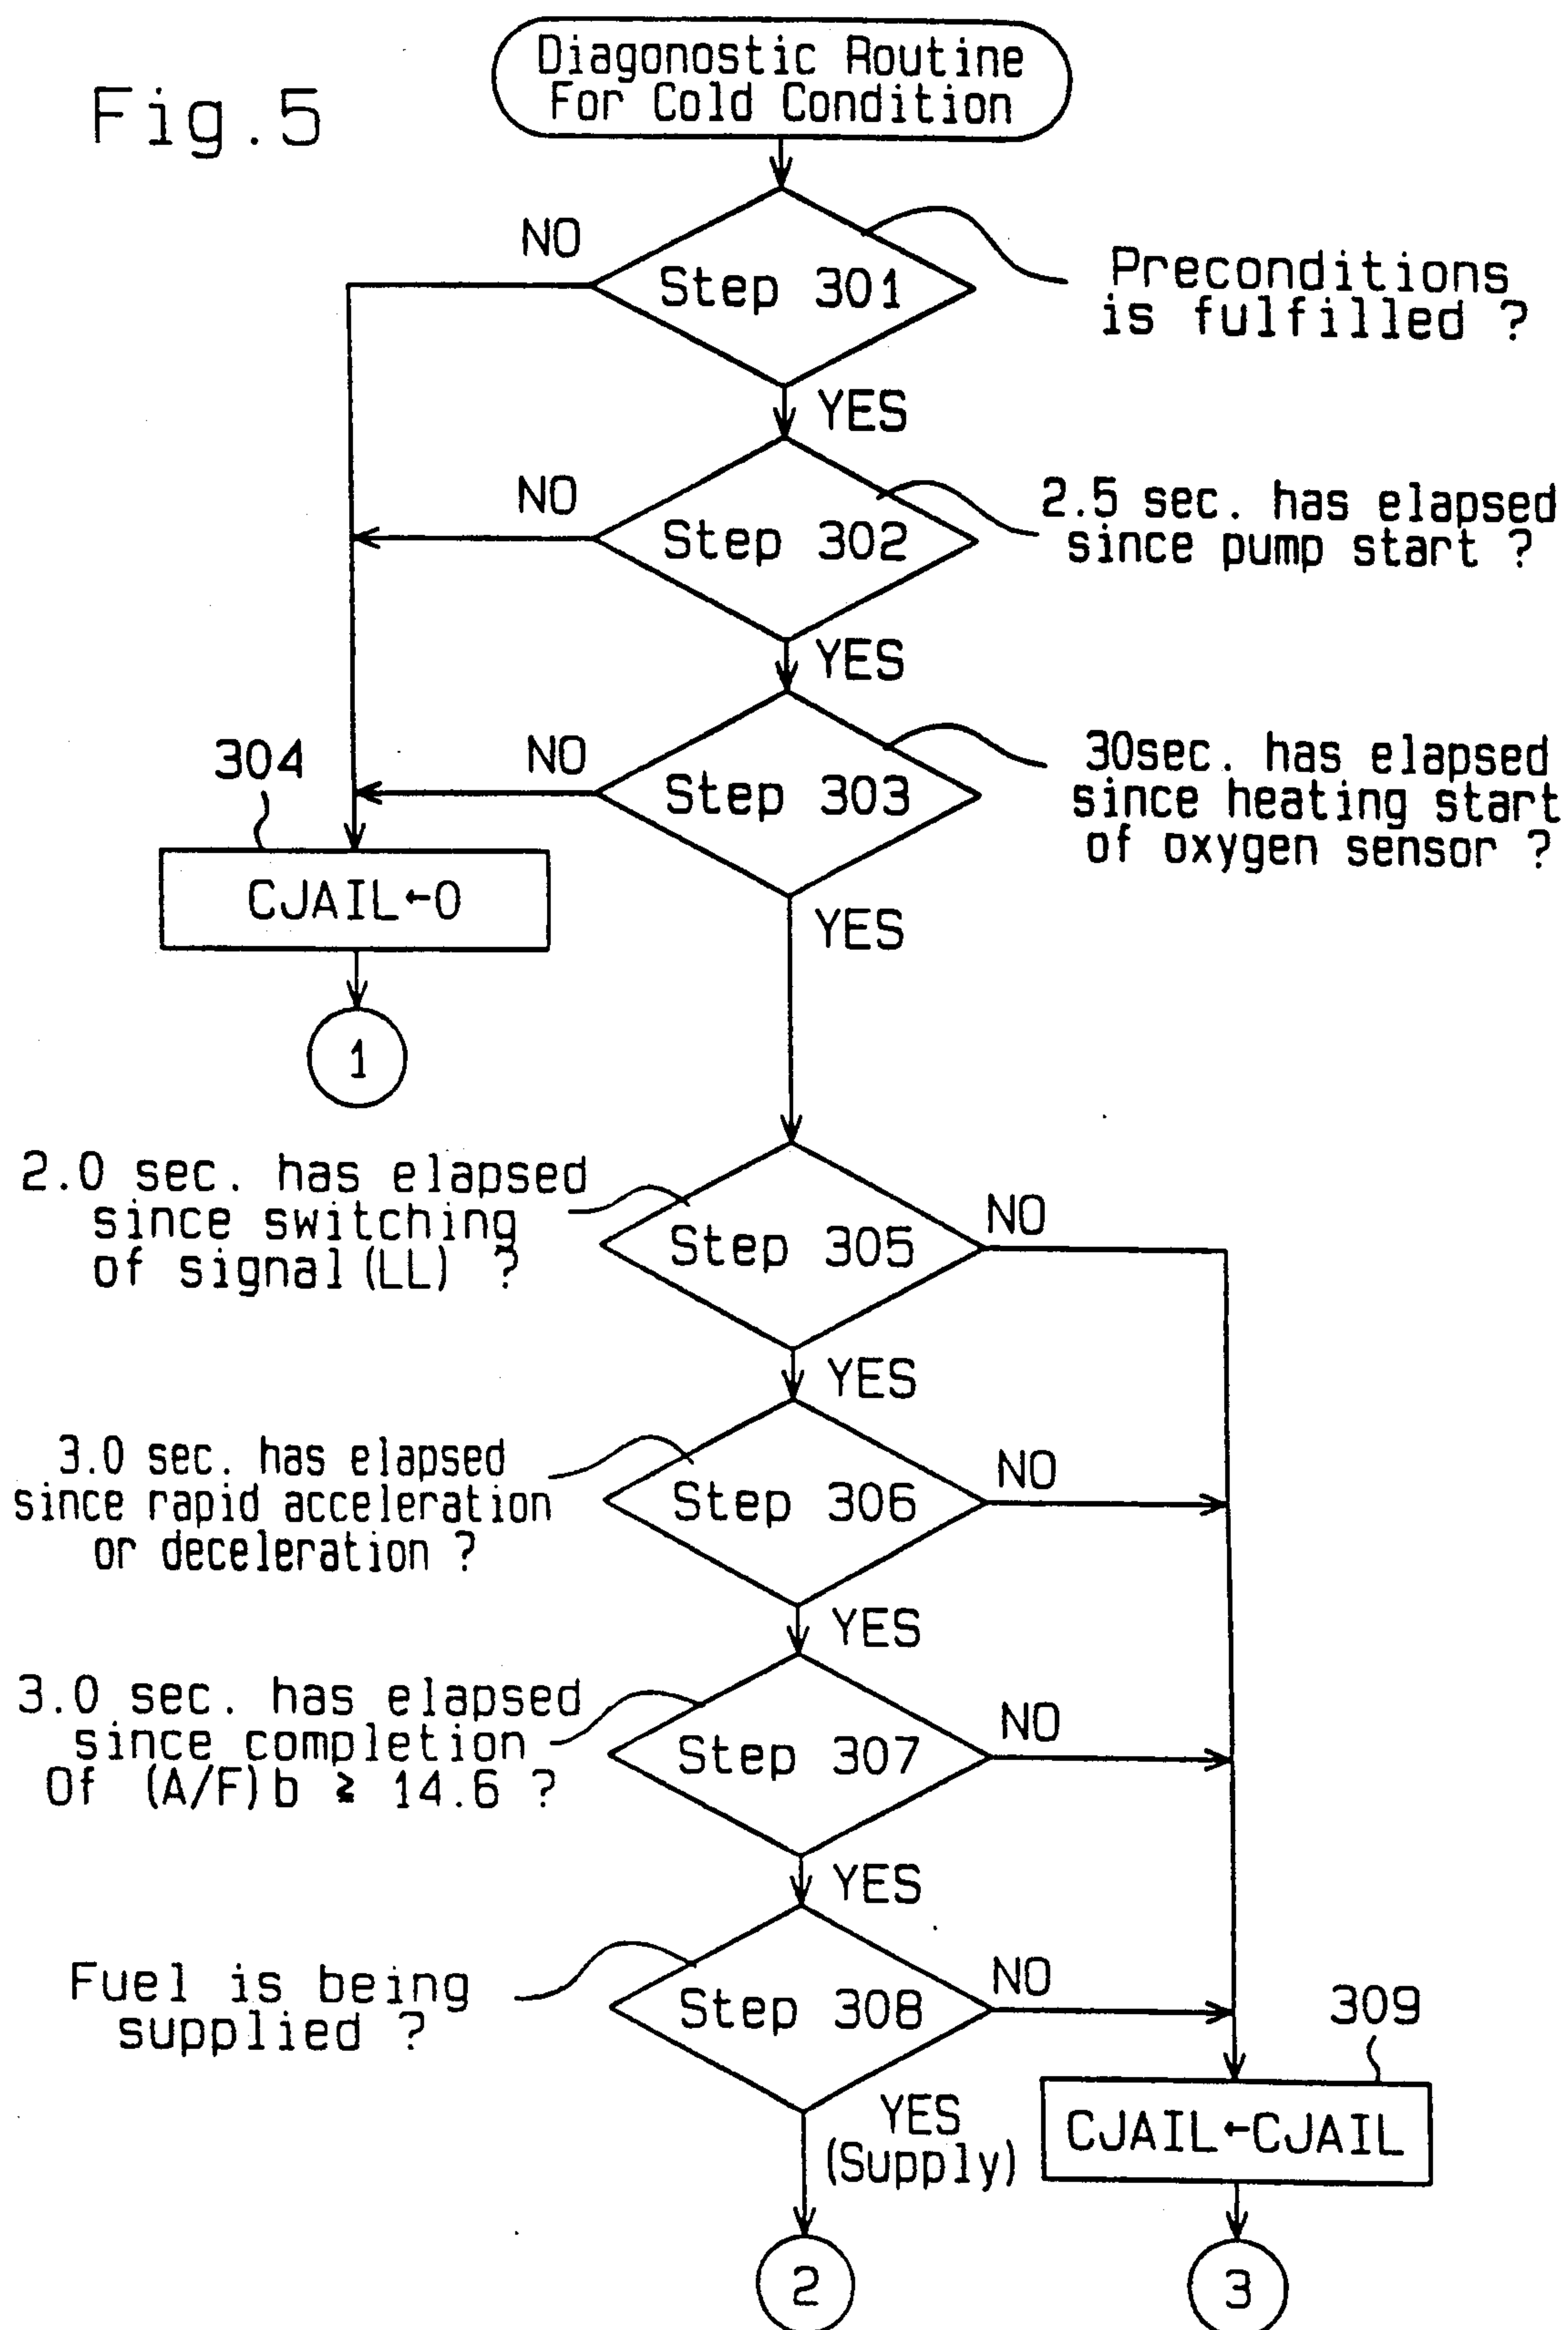 Fig.5
Diagonostic Routine
For Cold Condition
NO
Step 301
Preconditions
is fulfilled ?
YES
NO
Step 302
2.5 sec. has elapsed
since pump start ?
YES
304
NO
Step 303
30sec. has elapsed
since heating start
of oxygen sensor ?
CJAIL←0
YES
1
2.0 sec. has elapsed
since switching
of signal(LL) ?
Step 305
NO
YES
3.0 sec. has elapsed
since rapid acceleration
or deceleration ?
Step 306
NO
YES
3.0 sec. has elapsed
since completion
Of (A/F)b ≥ 14.6 ?
Step 307
NO
YES
Fuel is being
supplied ?
Step 308
NO
309
YES
(Supply)
CJAIL←CJAIL
2
3